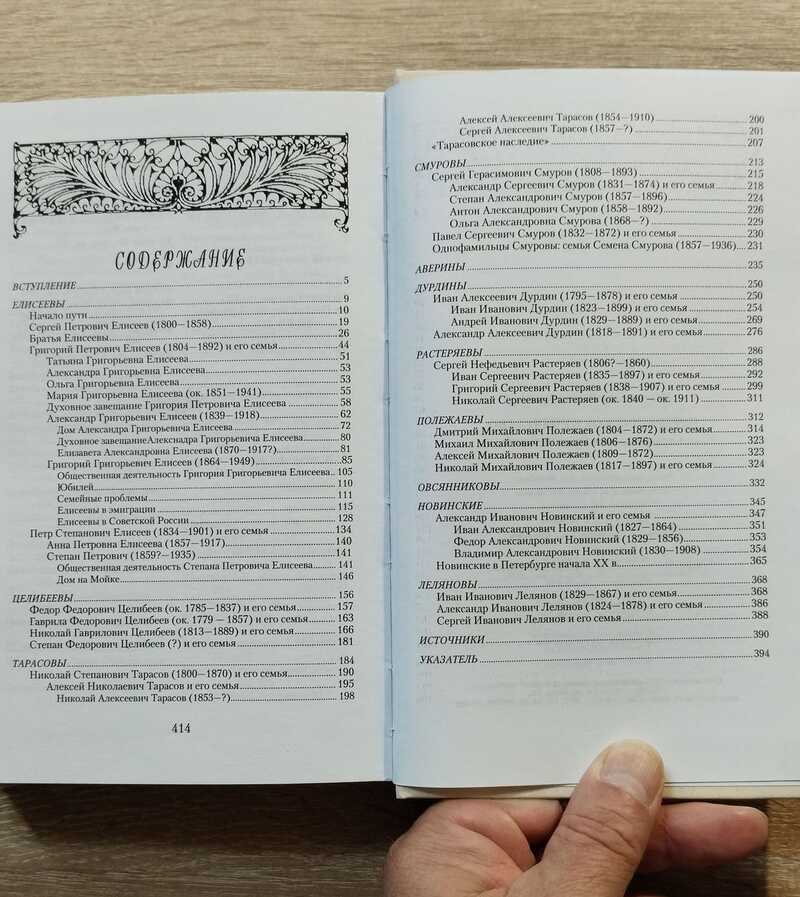 СОДЕРЖАНИЕ
ВСТУПЛЕНИЕ 5
ЕЛИСЕЕВЫ 9
Начало пути 10
Сергей Петрович Елисеев (1800—1858) 19
Братья Елисеевы 26
Григорий Петрович Елисеев (1804—1892) и его семья 44
Татьяна Григорьевна Елисеева 51
Александра Григорьевна Елисеева 53
Ольга Григорьевна Елисеева 53
Мария Григорьевна Елисеева (ок. 1851—1941) 55
Духовное завещание Григория Петровича Елисеева 58
Александр Григорьевич Елисеев (1839—1918) 62
Дом Александра Григорьевича Елисеева 72
Духовное завещаниеАлекснадра Григорьевича Елисеева 80
Елизавета Александровна Елисеева (1870—1917?) 81
Григорий Григорьевич Елисеев (1864—1949) 85
Общественная деятельность Григория Григорьевича Елисеева 105
Юбилей 110
Семейные проблемы 111
Елисеевы в эмиграции 115
Елисеевы в Советской России 128
Петр Степанович Елисеев (1834—1901) и его семья 134
Анна Петровна Елисеева (1857—1917) 140
Степан Петрович (1859?—1935) 141
Общественная деятельность Степана Петровича Елисеева 141
Дом на Мойке 146
ЦЕЛИБЕЕВЫ 156
Федор Федорович Целибеев (ок. 1785—1837) и его семья 157
Гаврила Федорович Целибеев (ок. 1779 — 1857) и его семья 163
Николай Гаврилович Целибеев (1813—1889) и его семья 166
Степан Федорович Целибеев (?) и его семья 181
ТАРАСОВЫ 184
Николай Степанович Тарасов (1800—1870) и его семья 190
Алексей Николаевич Тарасов и его семья 195
Николай Алексеевич Тарасов (1853—?) 198
414
Алексей Алексеевич Тарасов (1854—1910) 200
Сергей Алексеевич Тарасов (1857—?) 201
«Тарасовское наследие» 207
СМУРОВЫ 213
Сергей Герасимович Смуров (1808—1893) 215
Александр Сергеевич Смуров (1831—1874) и его семья 218
Степан Александрович Смуров (1857—1896) 224
Антон Александрович Смуров (1858—1892) 226
Ольга Александровна Смурова (1868—?) 229
Павел Сергеевич Смуров (1832—1872) и его семья 230
Однофамильцы Смуровы: семья Семена Смурова (1857—1936) 231
АВЕРИНЫ 235
ДУРДИНЫ 250
Иван Алексеевич Дурдин (1795—1878) и его семья 250
Иван Иванович Дурдин (1823—1899) и его семья 254
Андрей Иванович Дурдин (1829—1889) и его семья 269
Александр Алексеевич Дурдин (1818—1891) и его семья 276
РАСТЕРЯЕВЫ 286
Сергей Нефедьевич Растеряев (1806?—1860) 288
Иван Сергеевич Растеряев (1835—1897) и его семья 292
Григорий Сергеевич Растеряев (1838—1907) и его семья 299
Николай Сергеевич Растеряев (ок. 1840 — ок. 1911) 311
ПОЛЕЖАЕВЫ 312
Дмитрий Михайлович Полежаев (1804—1872) и его семья 314
Михаил Михайлович Полежаев (1806—1876) 323
Алексей Михайлович Полежаев (1809—1872) 323
Николай Михайлович Полежаев (1817—1897) и его семья 324
ОВСЯННИКОВЫ 332
НОВИНСКИЕ 345
Александр Иванович Новинский и его семья 347
Иван Александрович Новинский (1827—1864) 351
Федор Александрович Новинский (1829—1856) 353
Владимир Александрович Новинский (1830—1908) 354
Новинские в Петербурге начала XX в. 365
ЛЕЛЯНОВЫ 368
Иван Иванович Лелянов (1829—1867) и его семья 368
Александр Иванович Лелянов (1824—1878) и его семья 386
Сергей Иванович Лелянов и его семья 388
ИСТОЧНИКИ 390
УКАЗАТЕЛЬ 394